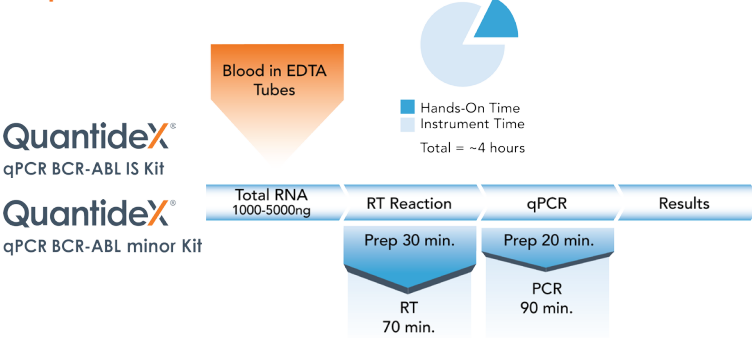 Blood in EDTA
Tubes
Hands-On Time
Instrument Time
Total = ~4 hours
QuantideX®
qPCR BCR-ABL IS Kit
QuantideX®
qPCR BCR-ABL minor Kit
Total RNA
1000-5000ng
RT Reaction
qPCR
Results
Prep 30 min.
Prep 20 min.
RT
70 min.
PCR
90 min.